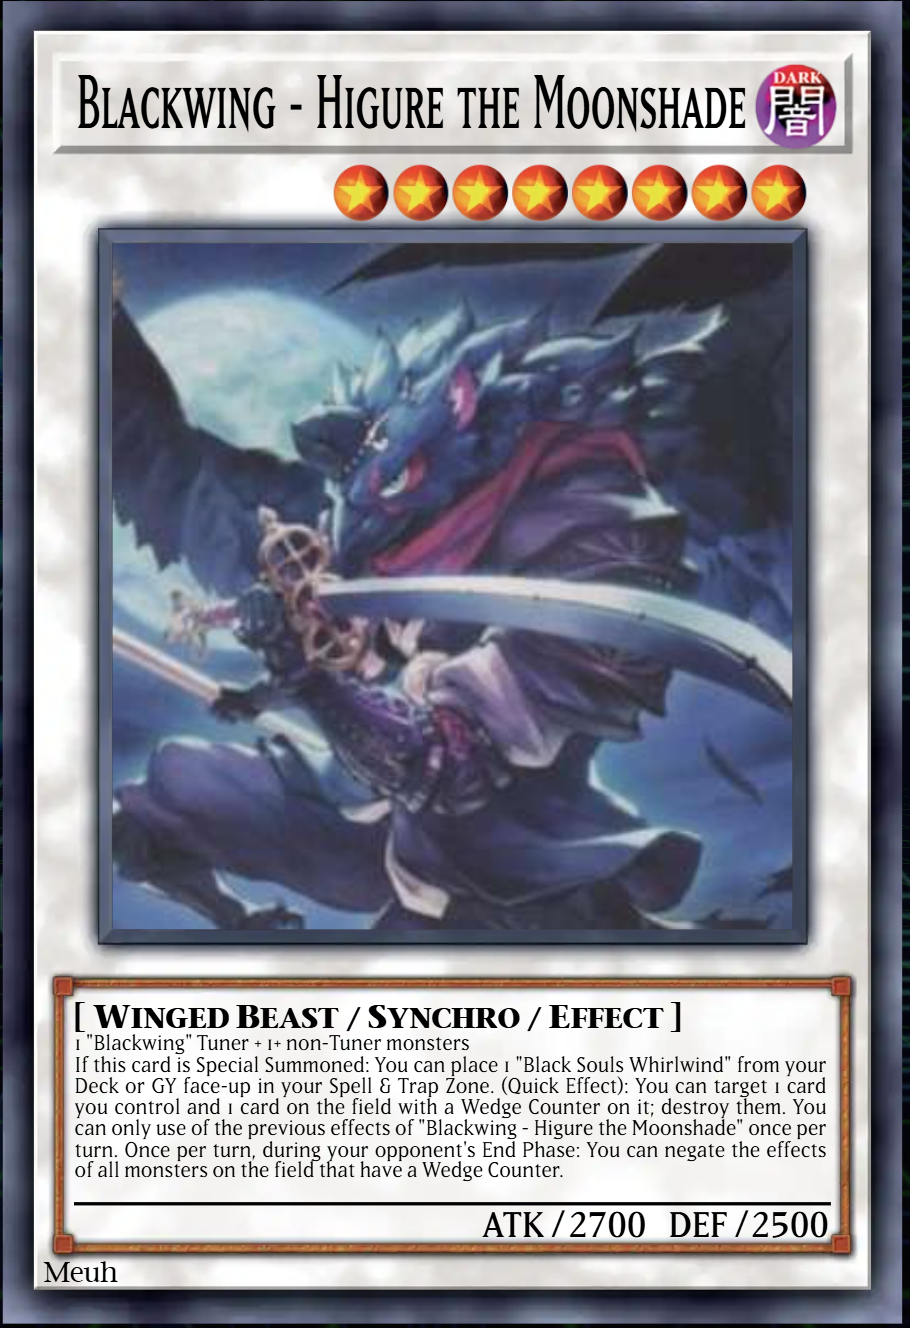 Blackwing - Higure the Moonshade
DARK
闇
[ Winged Beast / Synchro / Effect ]
1 "Blackwing" Tuner + 1+ non-Tuner monsters
If this card is Special Summoned: You can place 1 "Black Souls Whirlwind" from your
Deck or GY face-up in your Spell & Trap Zone. (Quick Effect): You can target 1 card
you control and 1 card on the field with a Wedge Counter on it; destroy them. You
can only use of the previous effects of "Blackwing - Higure the Moonshade" once per
turn. Once per turn, during your opponent's End Phase: You can negate the effects
of all monsters on the field that have a Wedge Counter.
ATK/2700 DEF/2500
Meuh